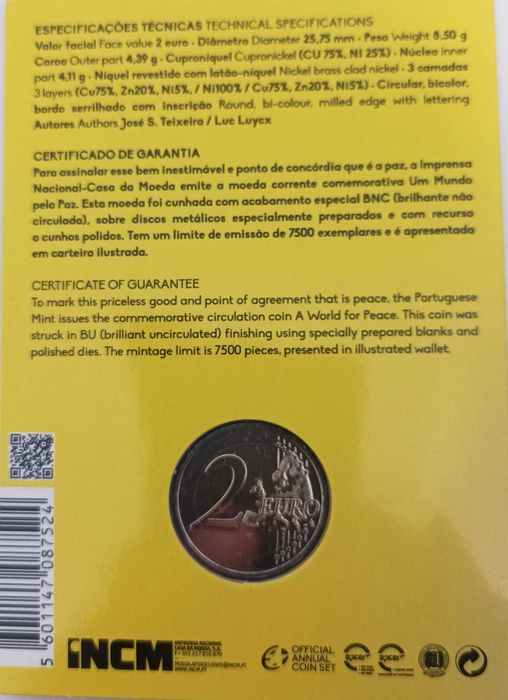 ESPECIFICAÇÕES TÉCNICAS TECHNICAL SPECIFICATIONS
Valor facial Face value 2 euro • Diâmetro Diameter 25,75 mm • Peso Weight 8,50 g
Coroa Outer part 4,39 g • Cuproníquel Cupronickel (CU 75%, NI 25%) • Núcleo Inner
part 4,11 g • Níquel revestido com latão-níquel Nickel brass clad nickel • 3 camadas
3 layers (Cu75%, Zn20%, Ni5%, / Ni100% / Cu75%, Zn20%, Ni5%) • Circular, bicolor,
bordo serrilhado com inscrição Round, bi-colour, milled edge with lettering
Autores Authors José S. Teixeira / Luc Luycx
CERTIFICADO DE GARANTIA
Para assinalar esse bem inestimável e ponto de concórdia que é a paz, a Imprensa
Nacional-Casa da Moeda emite a moeda corrente comemorativa Um Mundo
pela Paz. Esta moeda foi cunhada com acabamento especial BNC (brilhante não
circulada), sobre discos metálicos especialmente preparados e com recurso
a cunhos polidos. Tem um limite de emissão de 7500 exemplares e é apresentada
em carteira ilustrada.
CERTIFICATE OF GUARANTEE
To mark this priceless good and point of agreement that is peace, the Portuguese
Mint issues the commemorative circulation coin A World for Peace. This coin was
struck in BU (brilliant uncirculated) finishing using specially prepared blanks and
polished dies. The mintage limit is 7500 pieces, presented in illustrated wallet.
2 EURO
5 601147 087524
INCM
IMPRENSA NACIONAL
CASA DA MOEDA, S.A.
MOEDA.APOIOCLIENTE@INCM.PT
INCM.PT
OFFICIAL
ANNUAL
COIN SET
apcer
apcer